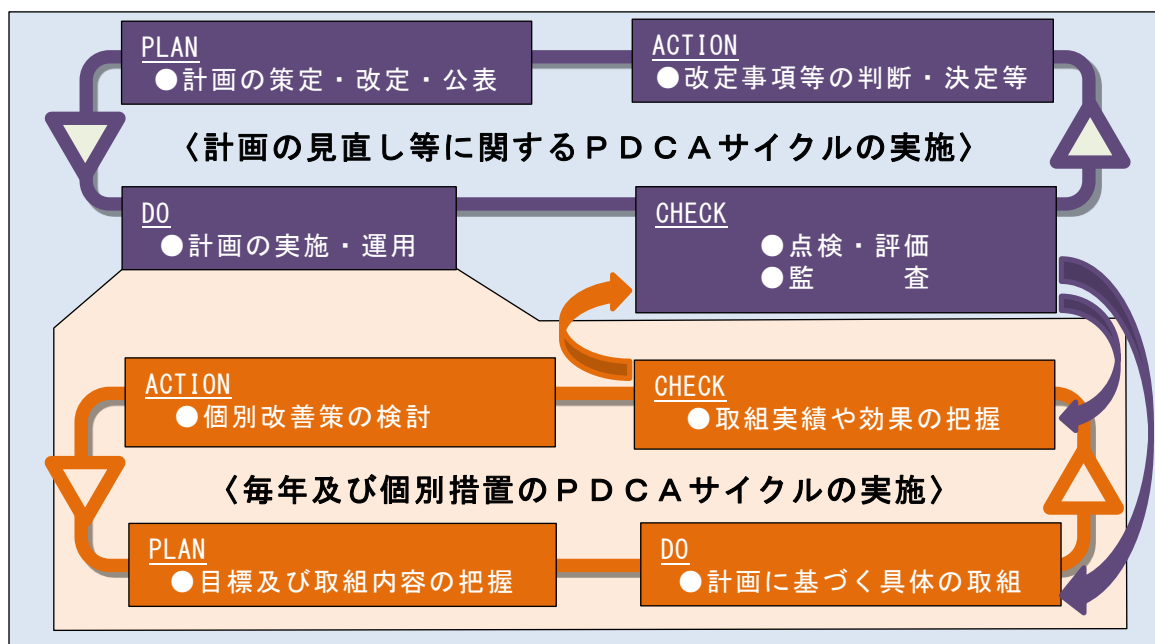 PLAN
●計画の策定・改定・公表
ACTION
●改定事項等の判断・決定等
〈計画の見直し等に関するＰＤＣＡサイクルの実施〉
DO
●計画の実施・運用
CHECK
●点検・評価
●監　　　査
ACTION
●個別改善策の検討
CHECK
●取組実績や効果の把握
〈毎年及び個別措置のＰＤＣＡサイクルの実施〉
PLAN
●目標及び取組内容の把握
DO
●計画に基づく具体の取組